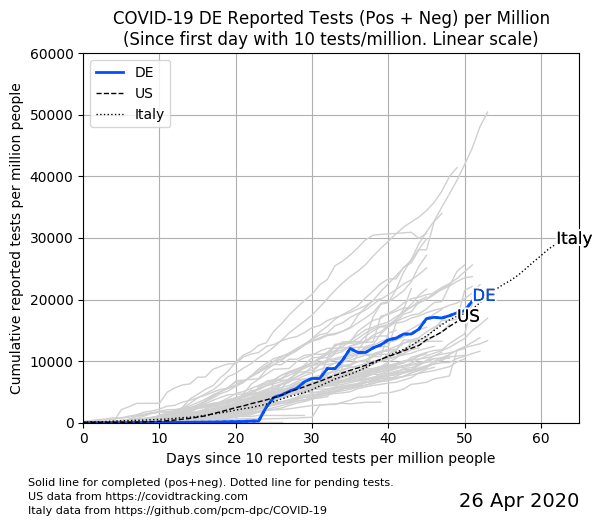 COVID-19 DE Reported Tests (Pos + Neg) per Million
(Since first day with 10 tests/million. Linear scale)
Cumulative reported tests per million people
60000
50000
40000
30000
20000
10000
0
DE
US
Italy
Italy
DE
US
0 10 20 30 40 50 60
Days since 10 reported tests per million people
Solid line for completed (pos+neg). Dotted line for pending tests.
US data from https://covidtracking.com
Italy data from https://github.com/pcm-dpc/COVID-19
26 Apr 2020